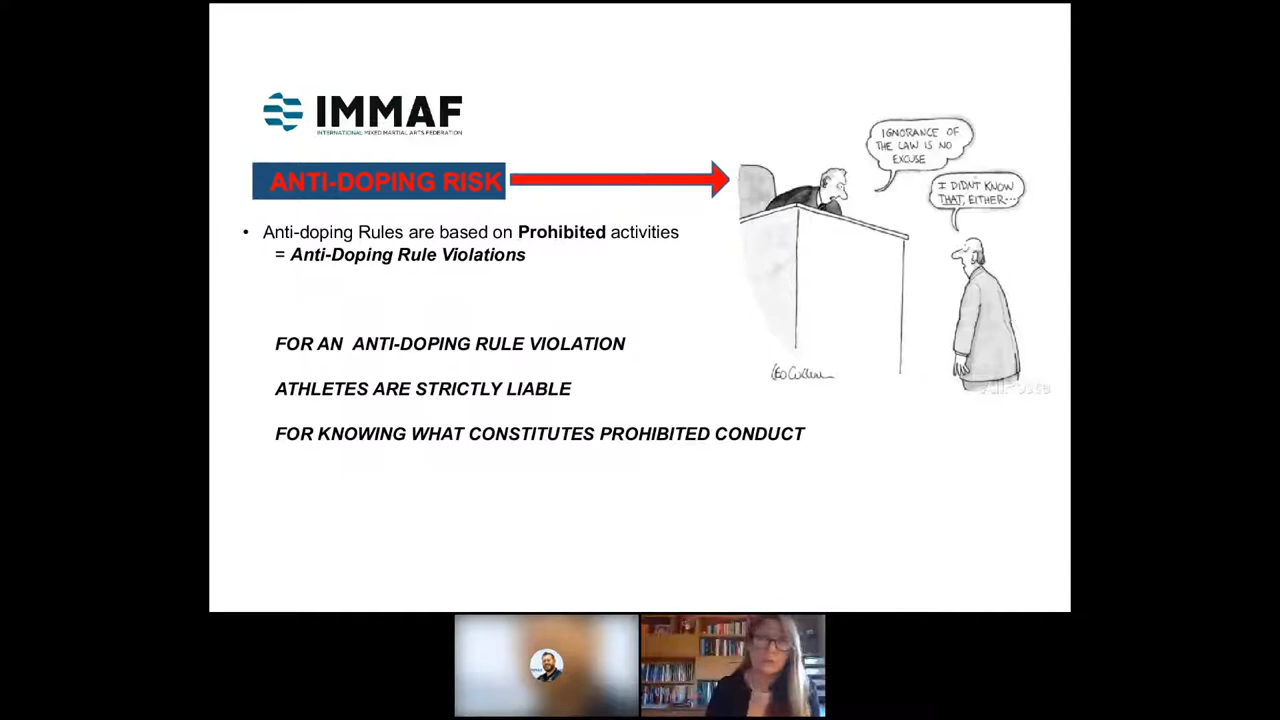 IMMAF
INTERNATIONAL MIXED MARTIAL ARTS FEDERATION
ANTI-DOPING RISK
• Anti-doping Rules are based on Prohibited activities
= Anti-Doping Rule Violations
FOR AN ANTI-DOPING RULE VIOLATION
ATHLETES ARE STRICTLY LIABLE
FOR KNOWING WHAT CONSTITUTES PROHIBITED CONDUCT
IGNORANCE OF
THE LAW IS NO
EXCUSE
I DIDN'T KNOW
THAT, EITHER...